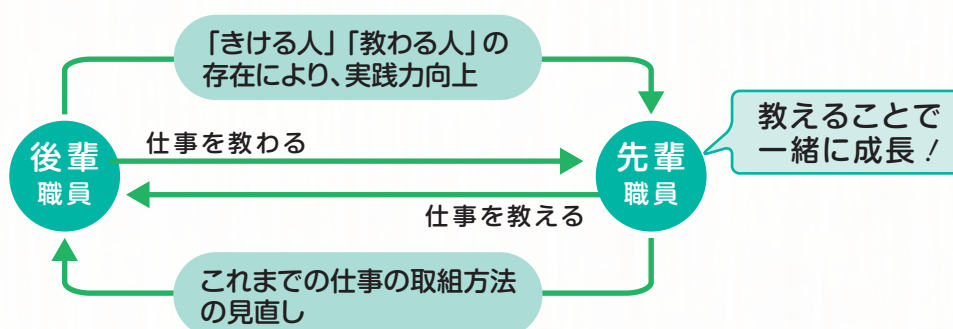 「きける人」「教わる人」の
存在により、実践力向上
教えることで
一緒に成長！
後輩
職員
仕事を教わる
先輩
職員
仕事を教える
これまでの仕事の取組方法
の見直し